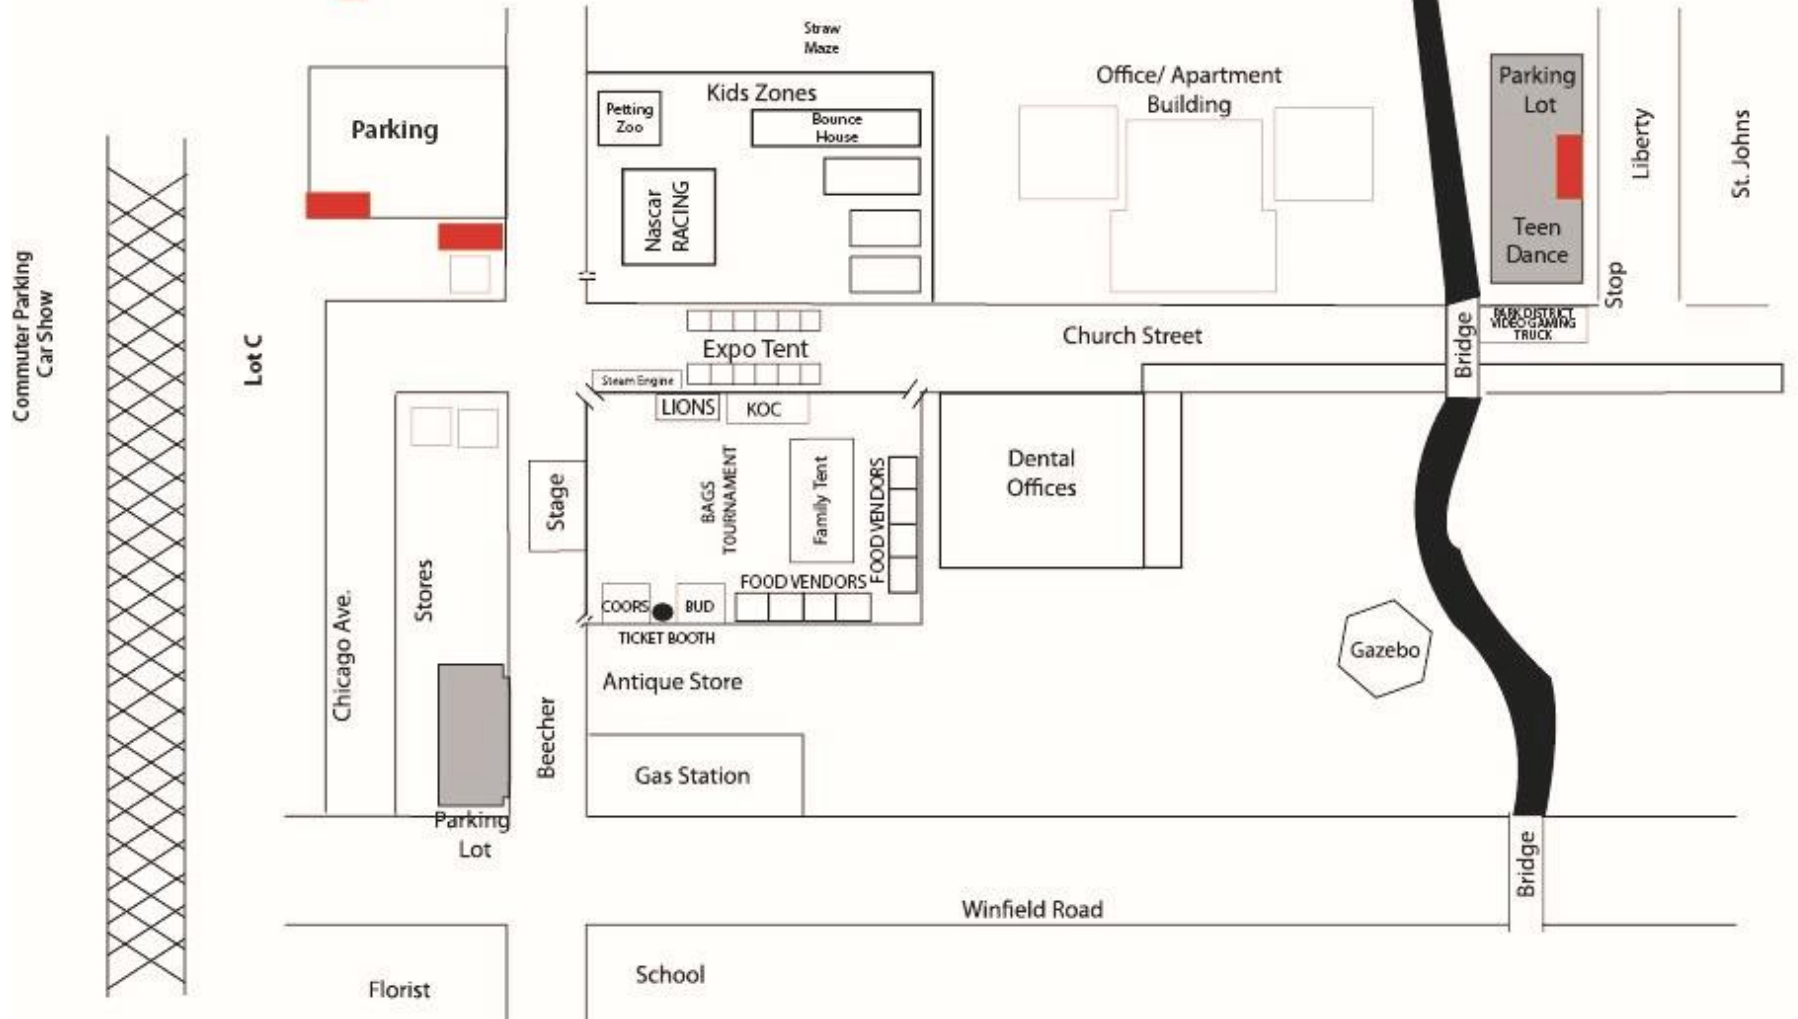 Straw
Maze
Kids Zones
Petting
Zoo
Bounce
House
Nascar
RACING
Office/ Apartment
Building
Parking
Lot
Teen
Dance
Liberty
St. Johns
Stop
Parking
Commuter Parking
Car Show
Lot C
Expo Tent
Church Street
Bridge
PARK DISTRICT
VIDEO GAMING
TRUCK
Steam Engine
LIONS
KOC
Stage
BAGS
TOURNAMENT
Family Tent
FOOD VENDORS
Dental
Offices
Stores
Chicago Ave.
FOOD VENDORS
COORS
BUD
TICKET BOOTH
Gazebo
Antique Store
Beecher
Gas Station
Parking
Lot
Bridge
Winfield Road
Florist
School